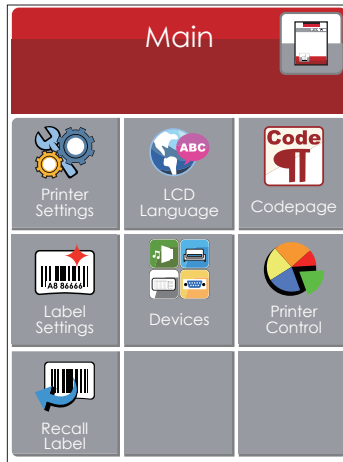 Main
ABC
Code
Printer
Settings
LCD
Language
Codepage
A8 86666
Label
Settings
Devices
Printer
Control
Recall
Label